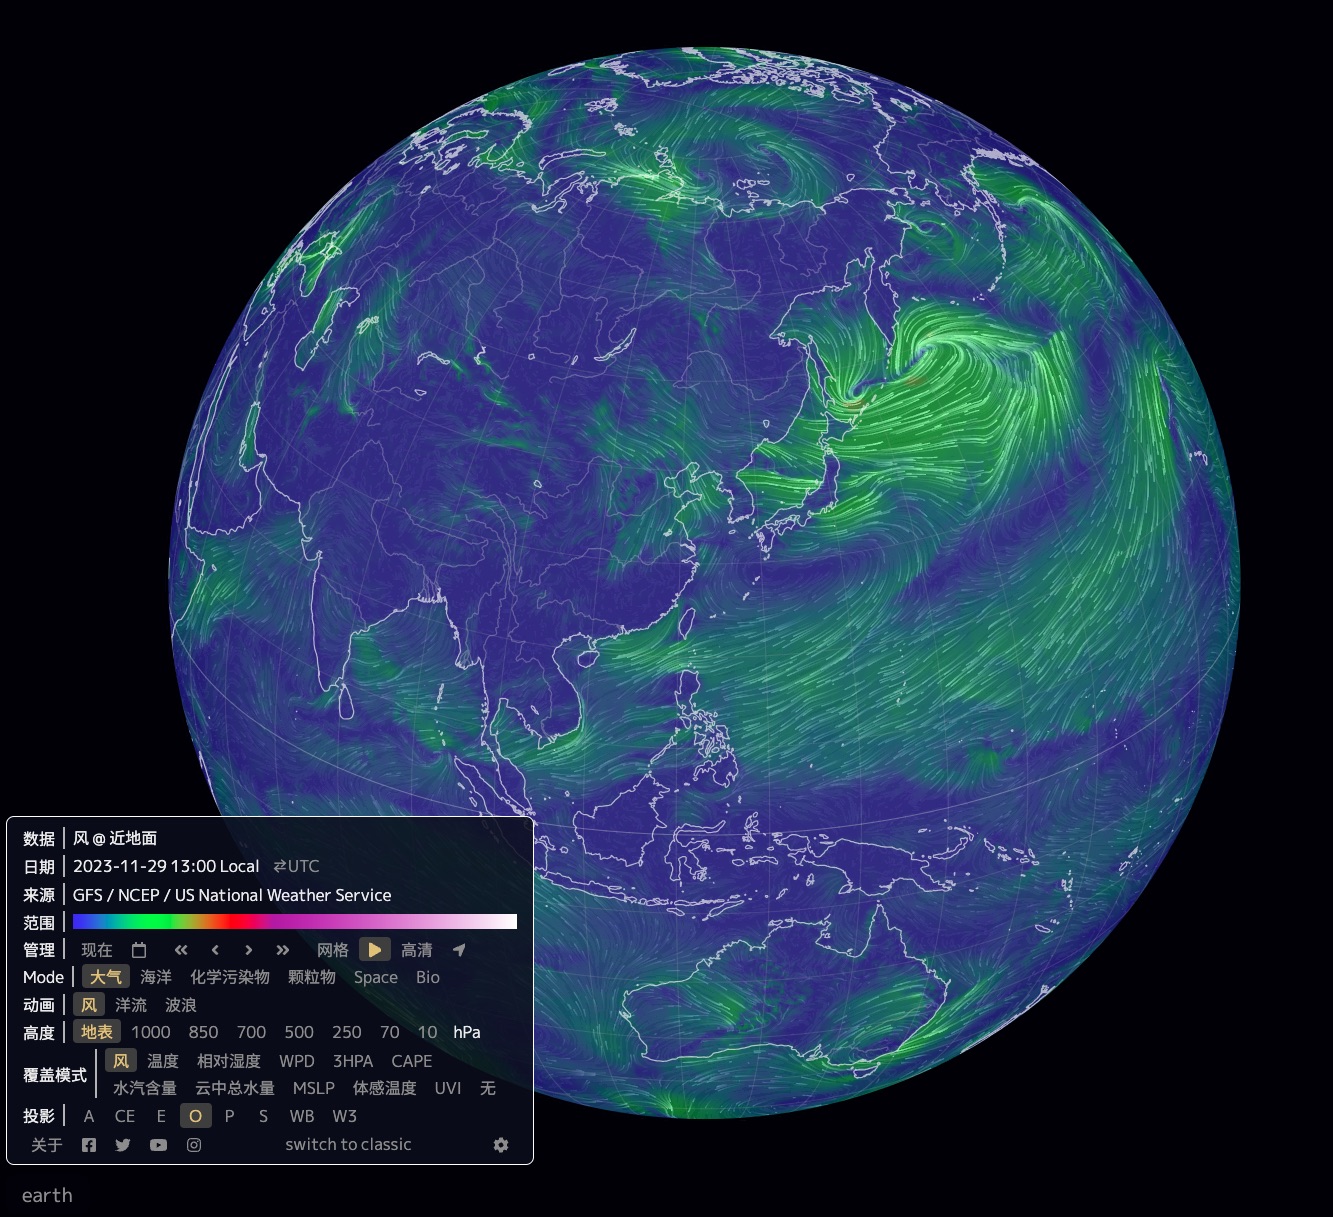 数据 风 @ 近地面
日期 2023-11-29 13:00 Local ⇄UTC
来源 GFS / NCEP / US National Weather Service
范围
管理 现在 « ‹ › » 网格 高清
Mode 大气 海洋 化学污染物 颗粒物 Space Bio
动画 风 洋流 波浪
高度 地表 1000 850 700 500 250 70 10 hPa
覆盖模式 风 温度 相对湿度 WPD 3HPA CAPE
水汽含量 云中总水量 MSLP 体感温度 UVI 无
投影 A CE E O P S WB W3
关于 switch to classic
earth